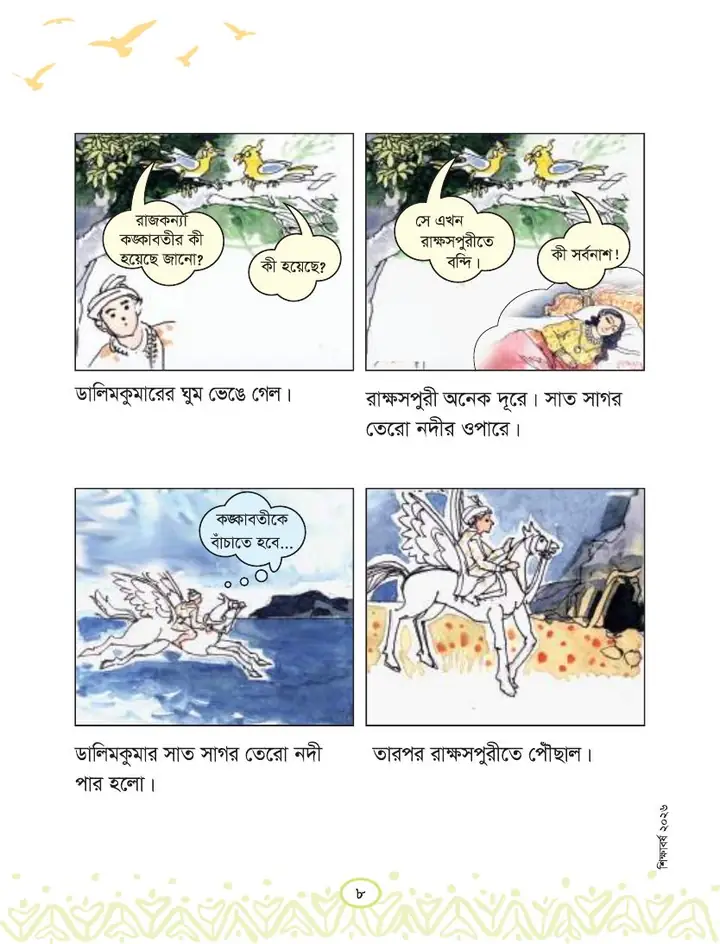 রাজকন্যা
কঙ্কাবতীর কী
হয়েছে জানো?
কী হয়েছে?
সে এখন
রাক্ষসপুরীতে
বন্দি।
কী সর্বনাশ!
ডালিমকুমারের ঘুম ভেঙে গেল।
রাক্ষসপুরী অনেক দূরে। সাত সাগর
তেরো নদীর ওপারে।
কঙ্কাবতীকে
বাঁচাতে হবে...
ডালিমকুমার সাত সাগর তেরো নদী
পার হলো।
তারপর রাক্ষসপুরীতে পৌঁছাল।
শিক্ষাবর্ষ ২০২৬
৮